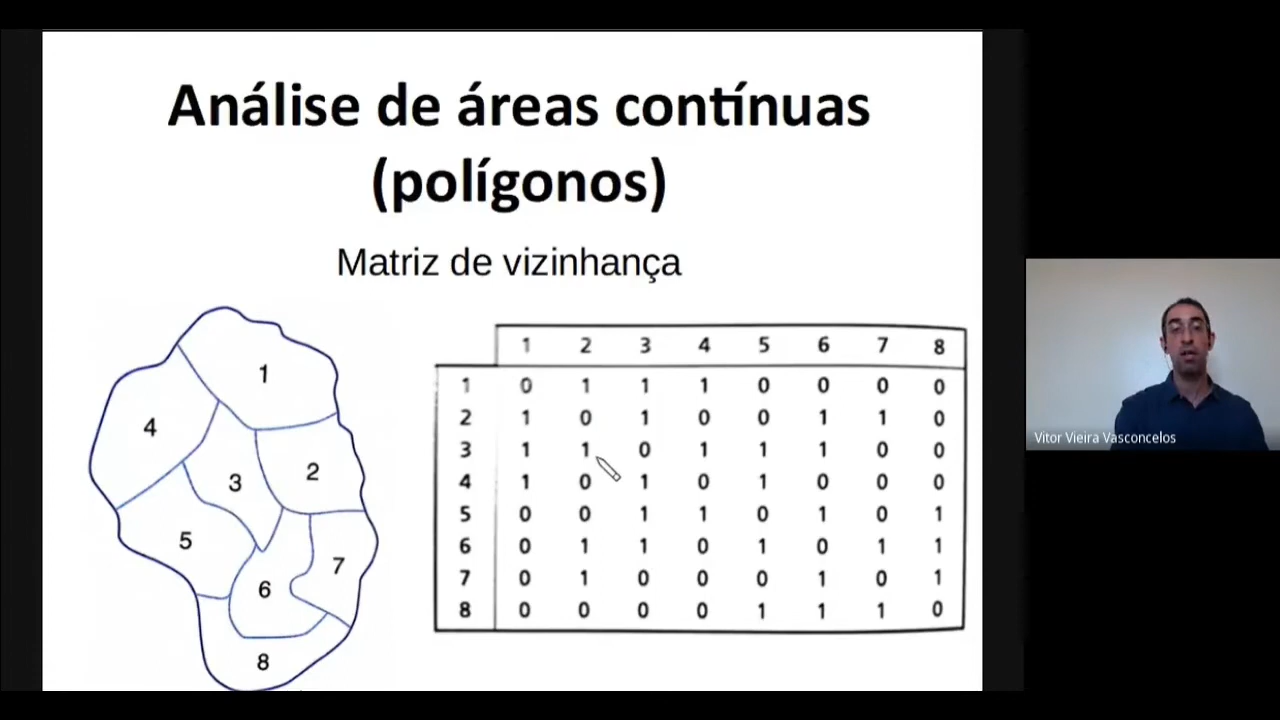 Análise de áreas contínuas
(polígonos)
Matriz de vizinhança
1
4
3
2
5
7
6
8
1 2 3 4 5 6 7 8
1 0 1 1 1 0 0 0 0
2 1 0 1 0 0 1 1 0
3 1 1 0 1 1 1 0 0
4 1 0 1 0 1 0 0 0
5 0 0 1 1 0 1 0 1
6 0 1 1 0 1 0 1 1
7 0 1 0 0 0 1 0 1
8 0 0 0 0 1 1 1 0
Vitor Vieira Vasconcelos